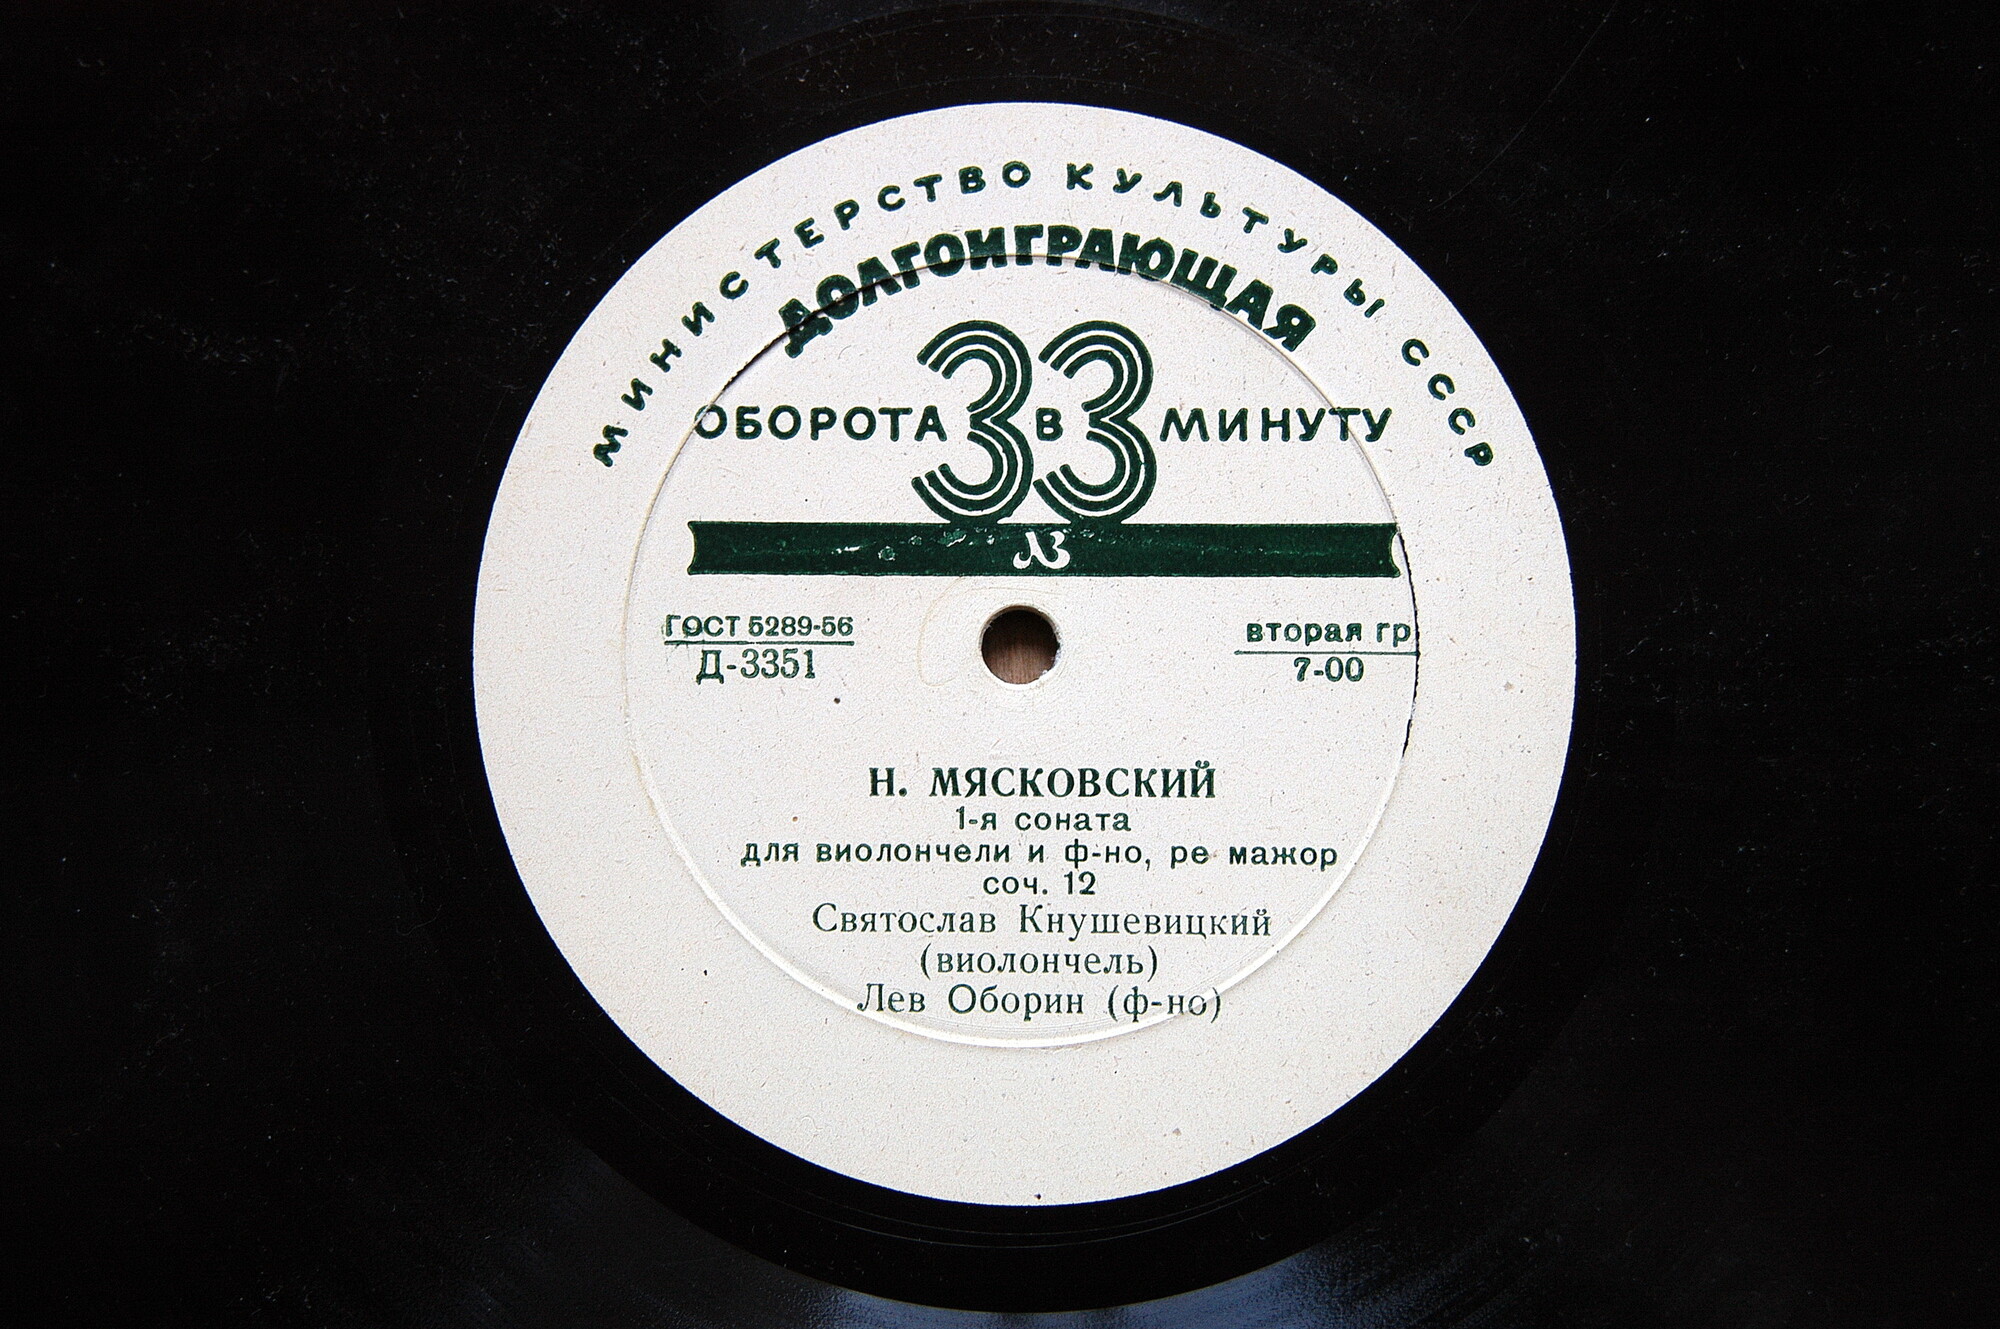 МИНИСТЕРСТВО КУЛЬТУРЫ СССР
ДОЛГОИГРАЮЩАЯ
33
ОБОРОТА В МИНУТУ
ЛЗ
ГОСТ 5289-56
Д-3351
вторая гр
7-00
Н. МЯСКОВСКИЙ
1-я соната
для виолончели и ф-но, ре мажор
соч. 12
Святослав Кнушевицкий
(виолончель)
Лев Оборин (ф-но)